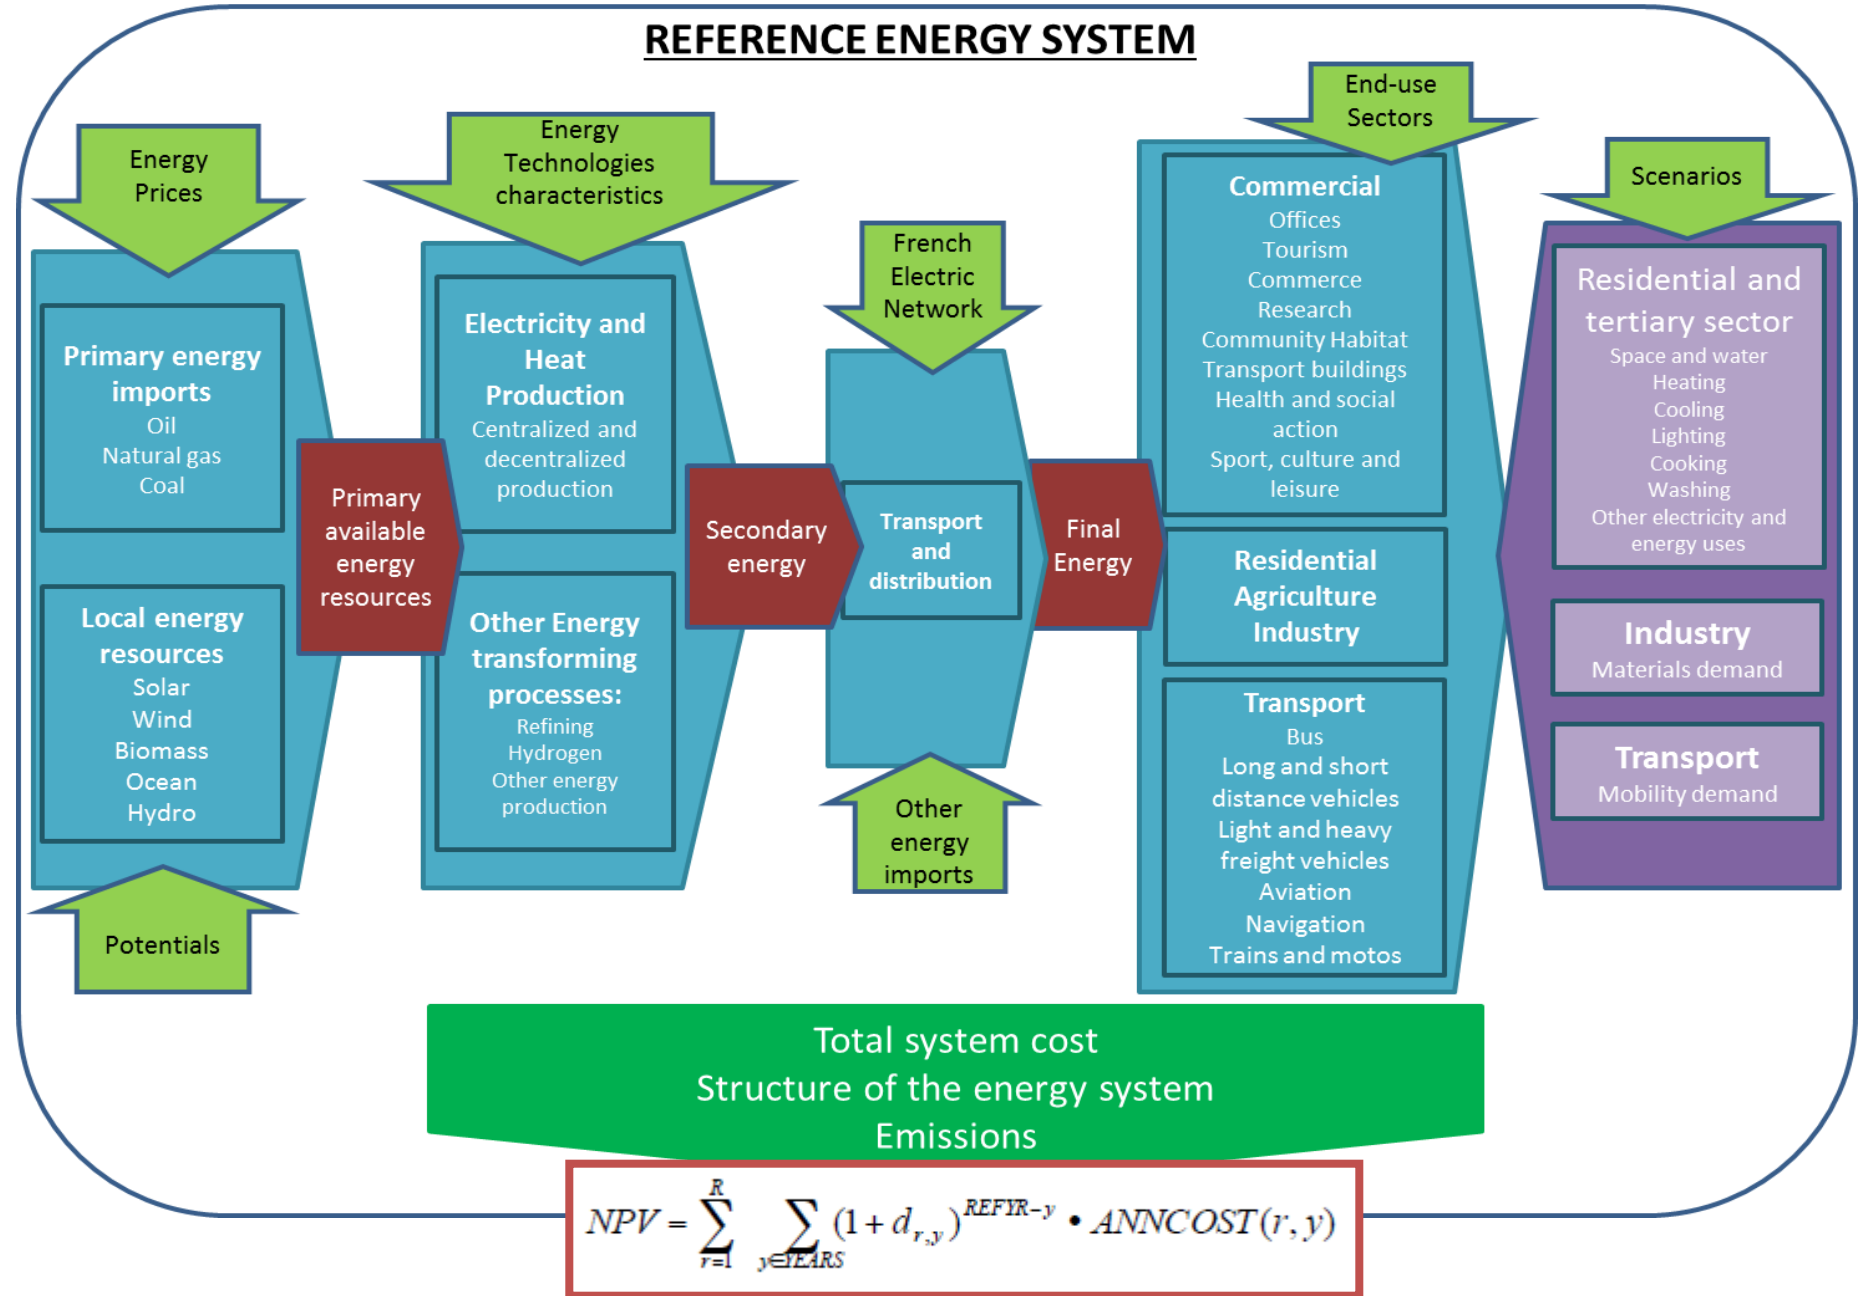 REFERENCE ENERGY SYSTEM
Energy
Prices
Primary energy
imports
Oil
Natural gas
Coal
Local energy
resources
Solar
Wind
Biomass
Ocean
Hydro
Potentials
Primary
available
energy
resources
Energy
Technologies
characteristics
Electricity and
Heat
Production
Centralized and
decentralized
production
Other Energy
transforming
processes:
Refining
Hydrogen
Other energy
production
Secondary
energy
French
Electric
Network
Transport
and
distribution
Other
energy
imports
Final
Energy
End-use
Sectors
Commercial
Offices
Tourism
Commerce
Research
Community Habitat
Transport buildings
Health and social
action
Sport, culture and
leisure
Residential
Agriculture
Industry
Transport
Bus
Long and short
distance vehicles
Light and heavy
freight vehicles
Aviation
Navigation
Trains and motos
Scenarios
Residential and
tertiary sector
Space and water
Heating
Cooling
Lighting
Cooking
Washing
Other electricity and
energy uses
Industry
Materials demand
Transport
Mobility demand
Total system cost
Structure of the energy system
Emissions
NPV = ∑_{r=1}^{R} ∑_{y∈YEARS} (1 + d_{r,y})^{REFYR−y} • ANNCOST(r, y)